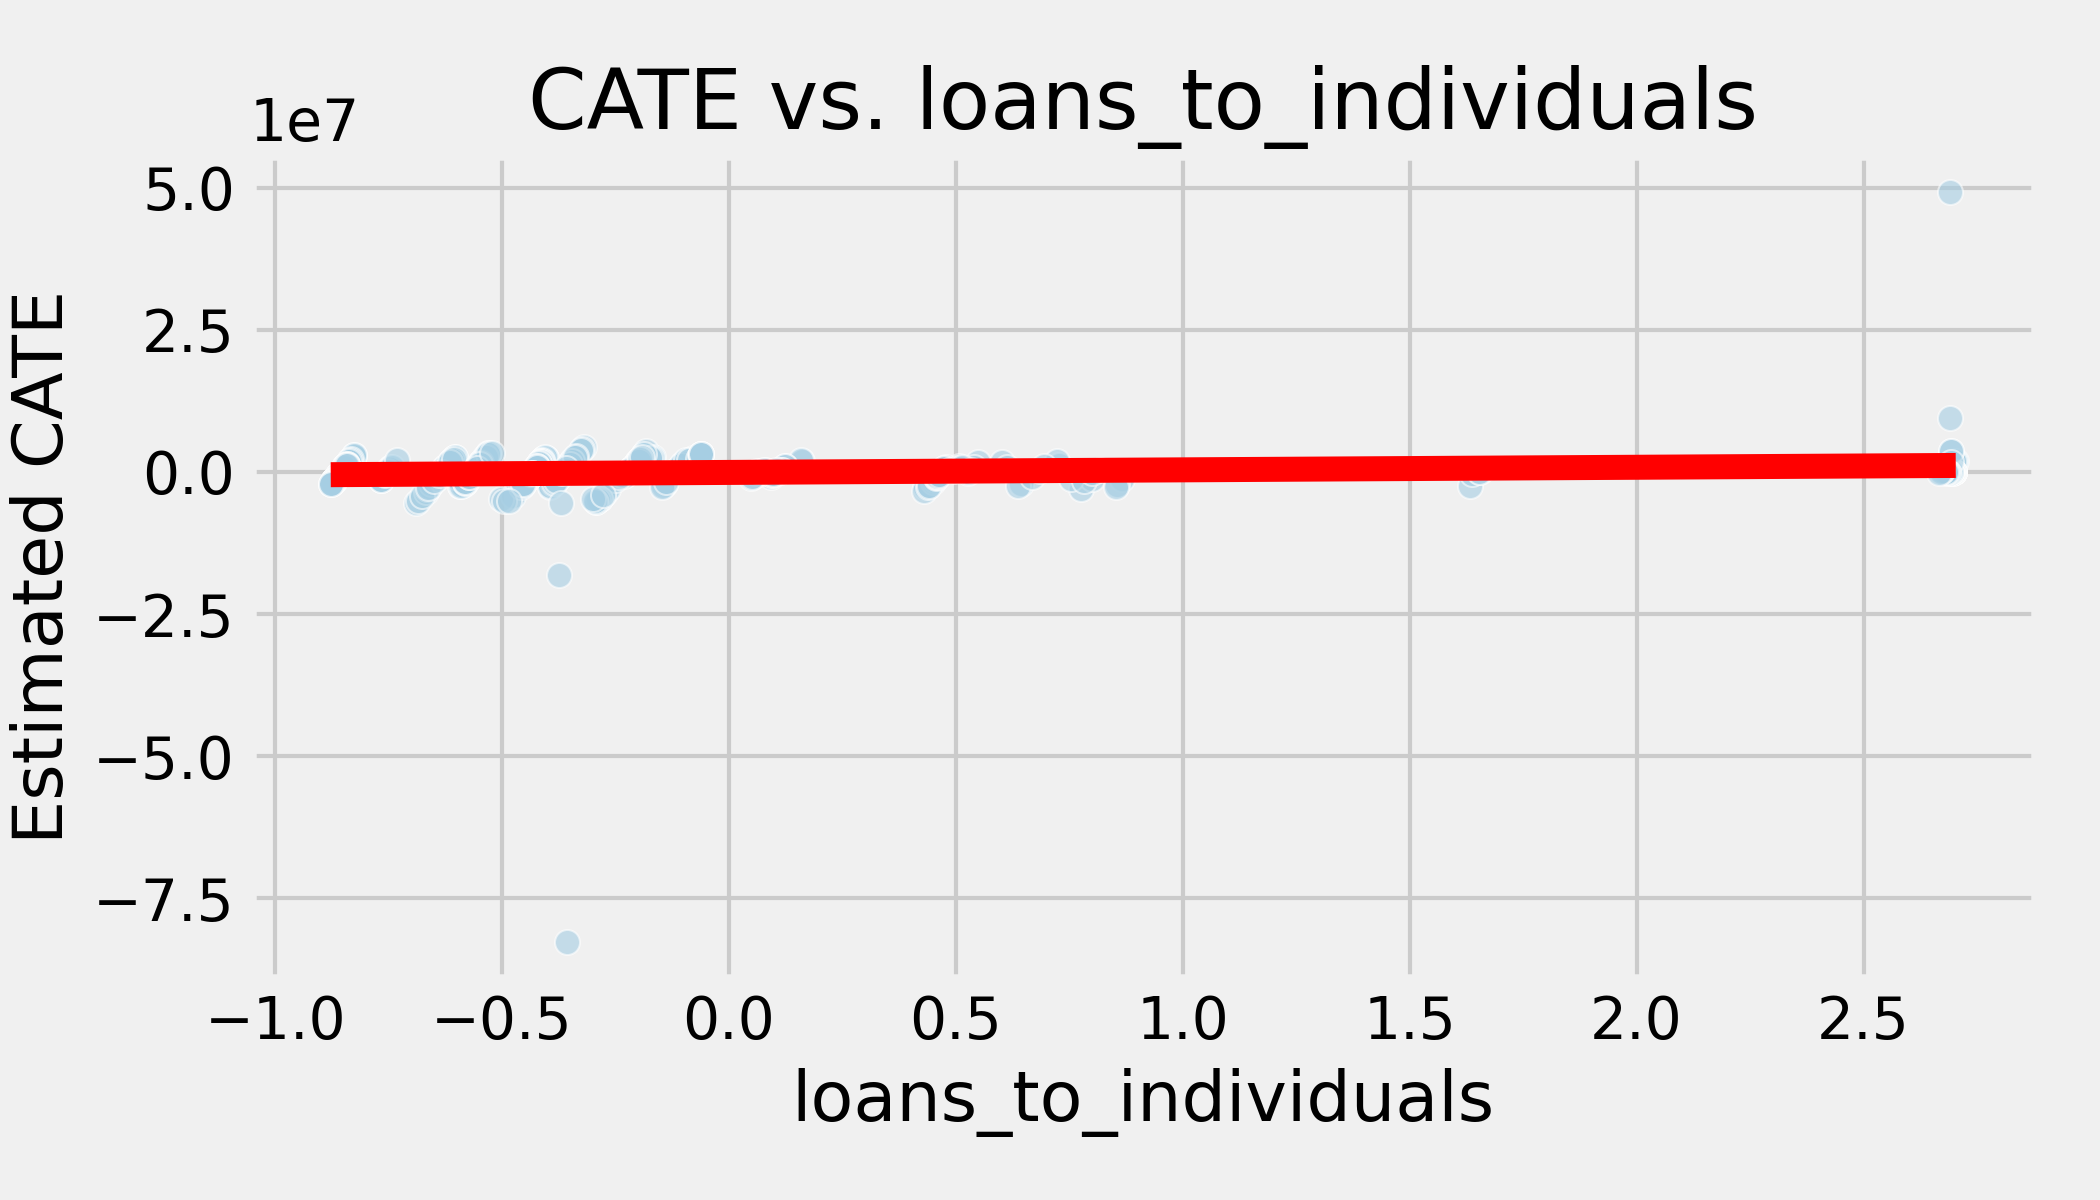 CATE vs. loans_to_individuals
1e7
5.0
2.5
0.0
−2.5
−5.0
−7.5
Estimated CATE
−1.0 −0.5 0.0 0.5 1.0 1.5 2.0 2.5
loans_to_individuals